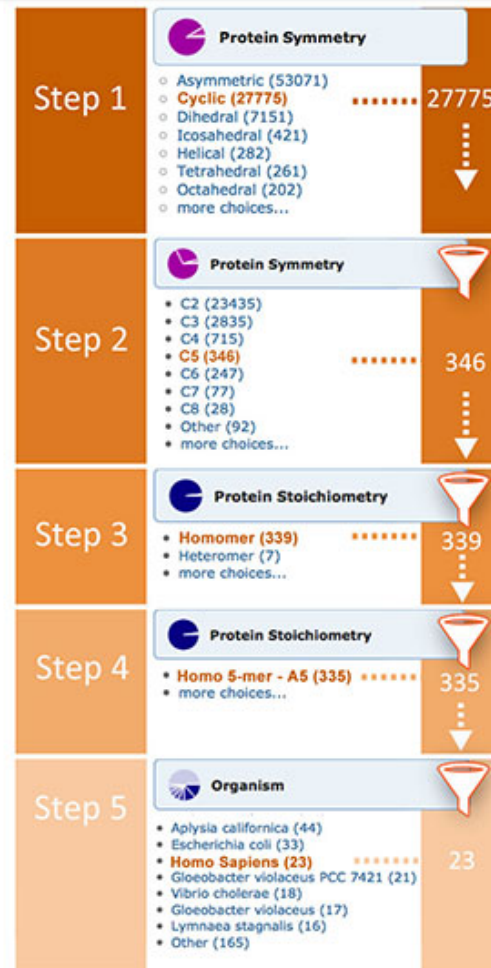 Step 1
Protein Symmetry
Asymmetric (53071)
Cyclic (27775)
27775
Dihedral (7151)
Icosahedral (421)
Helical (282)
Tetrahedral (261)
Octahedral (202)
more choices...
Step 2
Protein Symmetry
C2 (23435)
C3 (2835)
C4 (715)
C5 (346)
346
C6 (247)
C7 (77)
C8 (28)
Other (92)
more choices...
Step 3
Protein Stoichiometry
Homomer (339)
339
Heteromer (7)
more choices...
Step 4
Protein Stoichiometry
Homo 5-mer - A5 (335)
335
more choices...
Step 5
Organism
Aplysia californica (44)
Escherichia coli (33)
Homo Sapiens (23)
23
Gloeobacter violaceus PCC 7421 (21)
Vibrio cholerae (18)
Gloeobacter violaceus (17)
Lymnaea stagnalis (16)
Other (165)